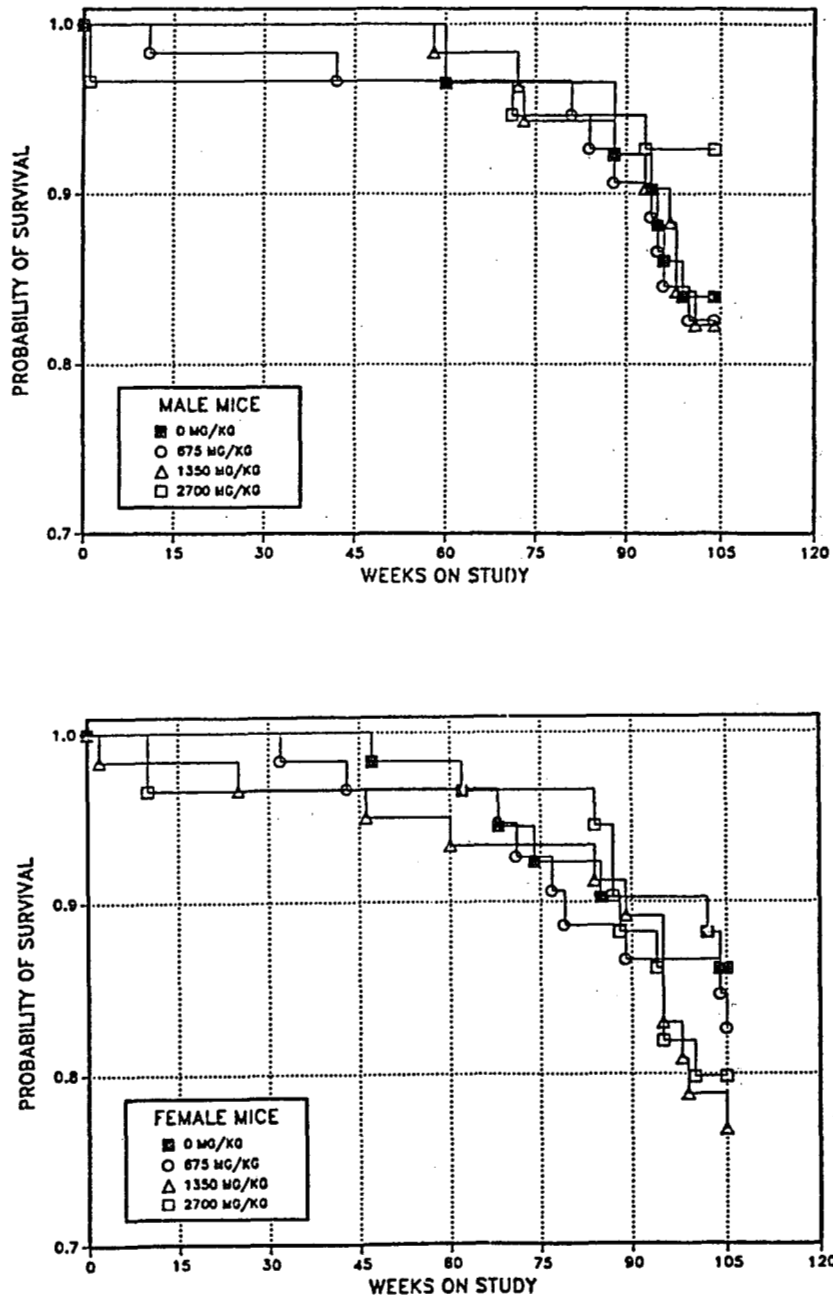 1.0
0.9
0.8
0.7
PROBABILITY OF SURVIVAL
MALE MICE
0 MG/KG
675 MG/KG
1350 MG/KG
2700 MG/KG
0 15 30 45 60 75 90 105 120
WEEKS ON STUDY
1.0
0.9
0.8
0.7
PROBABILITY OF SURVIVAL
FEMALE MICE
0 MG/KG
675 MG/KG
1350 MG/KG
2700 MG/KG
0 15 30 45 60 75 90 105 120
WEEKS ON STUDY